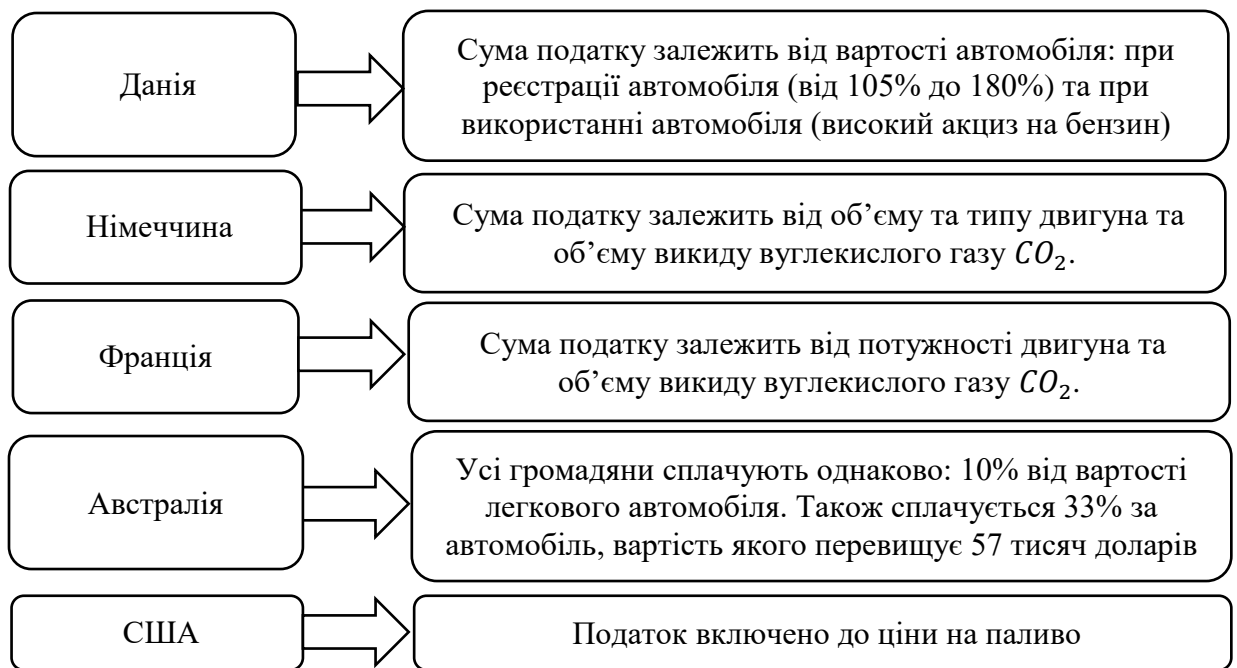 Данія
Сума податку залежить від вартості автомобіля: при
реєстрації автомобіля (від 105% до 180%) та при
використанні автомобіля (високий акциз на бензин)
Німеччина
Сума податку залежить від об’єму та типу двигуна та
об’єму викиду вуглекислого газу CO₂.
Франція
Сума податку залежить від потужності двигуна та
об’єму викиду вуглекислого газу CO₂.
Австралія
Усі громадяни сплачують однаково: 10% від вартості
легкового автомобіля. Також сплачується 33% за
автомобіль, вартість якого перевищує 57 тисяч доларів
США
Податок включено до ціни на паливо